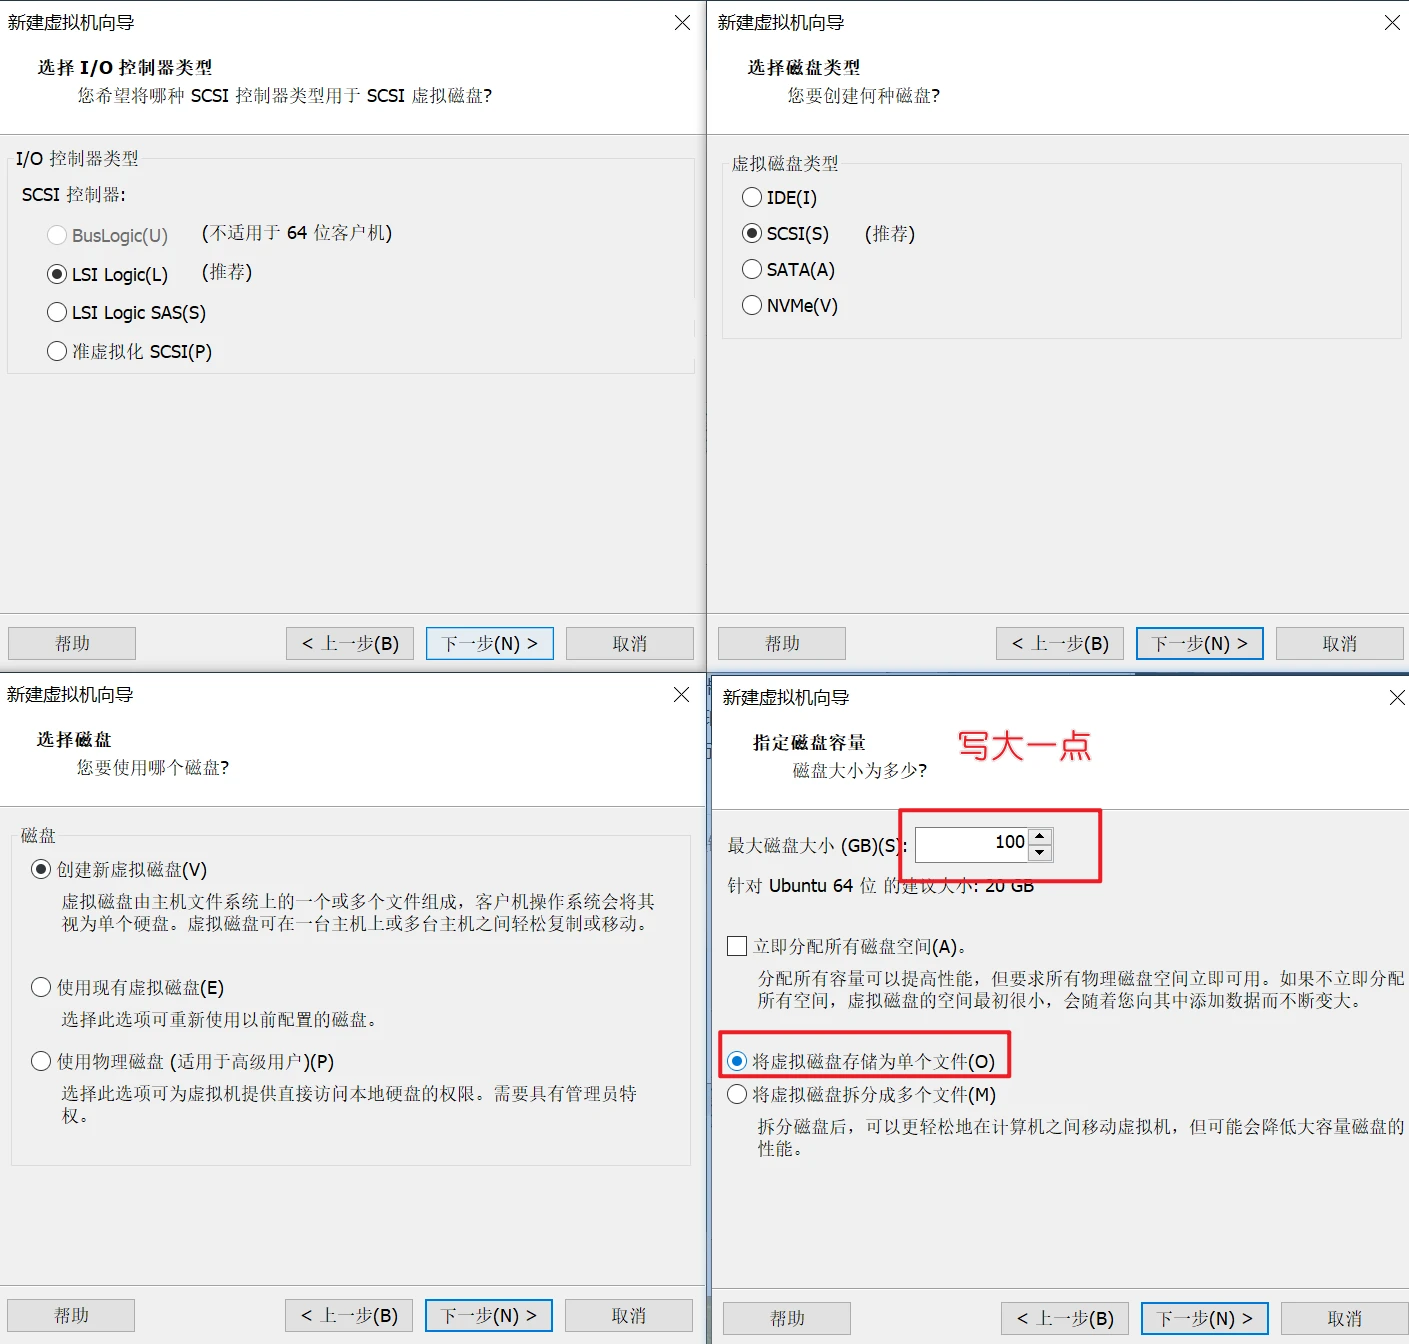 新建虚拟机向导
选择 I/O 控制器类型
您希望将哪种 SCSI 控制器类型用于 SCSI 虚拟磁盘?
I/O 控制器类型
SCSI 控制器:
BusLogic(U) (不适用于 64 位客户机)
LSI Logic(L) (推荐)
LSI Logic SAS(S)
准虚拟化 SCSI(P)
帮助 < 上一步(B) 下一步(N) > 取消
新建虚拟机向导
选择磁盘类型
您要创建何种磁盘?
虚拟磁盘类型
IDE(I)
SCSI(S) (推荐)
SATA(A)
NVMe(V)
帮助 < 上一步(B) 下一步(N) > 取消
新建虚拟机向导
选择磁盘
您要使用哪个磁盘?
磁盘
创建新虚拟磁盘(V)
虚拟磁盘由主机文件系统上的一个或多个文件组成，客户机操作系统会将其
视为单个硬盘。虚拟磁盘可在一台主机上或多台主机之间轻松复制或移动。
使用现有虚拟磁盘(E)
选择此选项可重新使用以前配置的磁盘。
使用物理磁盘 (适用于高级用户)(P)
选择此选项可为虚拟机提供直接访问本地硬盘的权限。需要具有管理员特
权。
帮助 < 上一步(B) 下一步(N) > 取消
新建虚拟机向导
指定磁盘容量 写大一点
磁盘大小为多少?
最大磁盘大小 (GB)(S): 100
针对 Ubuntu 64 位 的建议大小: 20 GB
立即分配所有磁盘空间(A)。
分配所有容量可以提高性能，但要求所有物理磁盘空间立即可用。如果不立即分配
所有空间，虚拟磁盘的空间最初很小，会随着您向其中添加数据而不断变大。
将虚拟磁盘存储为单个文件(O)
将虚拟磁盘拆分成多个文件(M)
拆分磁盘后，可以更轻松地在计算机之间移动虚拟机，但可能会降低大容量磁盘的
性能。
帮助 < 上一步(B) 下一步(N) > 取消